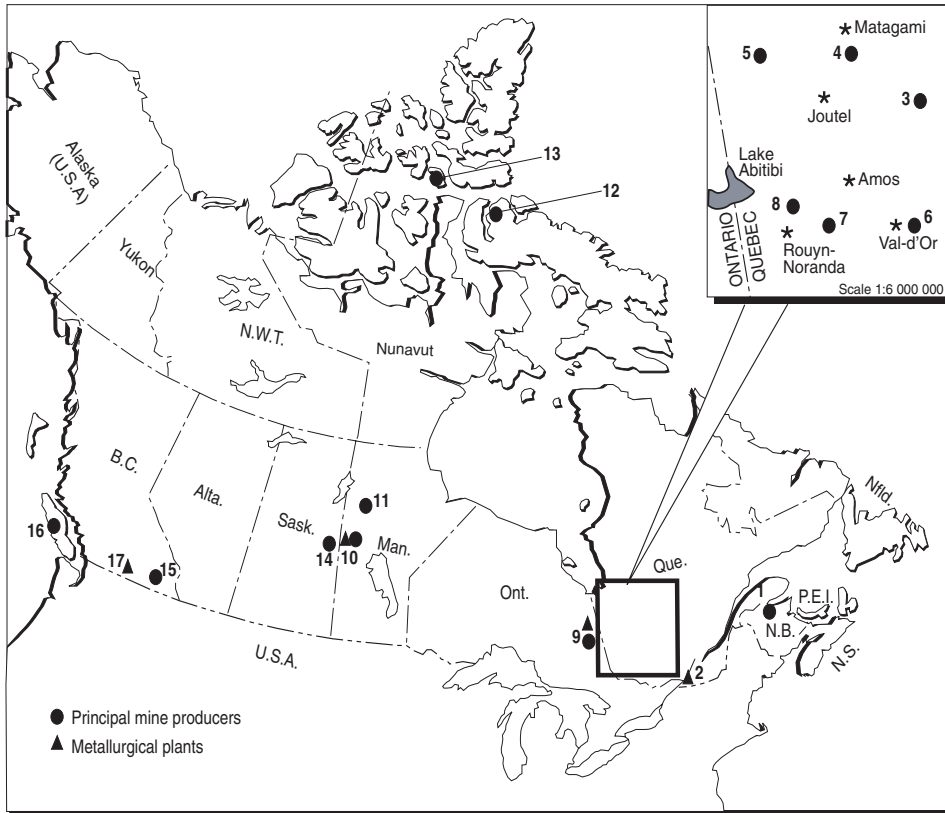 Matagami
5
4
3
Joutel
Lake
Abitibi
Amos
8
7
6
Rouyn-
Noranda
Val-d'Or
ONTARIO
QUEBEC
Scale 1:6 000 000
Alaska
(U.S.A)
Yukon
N.W.T.
Nunavut
13
12
B.C.
Alta.
Sask.
Man.
11
14
10
16
17
15
Ont.
Que.
Nfld.
1
P.E.I.
N.B.
N.S.
9
2
U.S.A.
Principal mine producers
Metallurgical plants